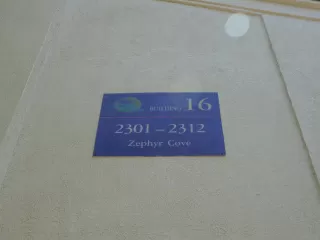 BUILDING 16
2301-2312
Zephyr Cove